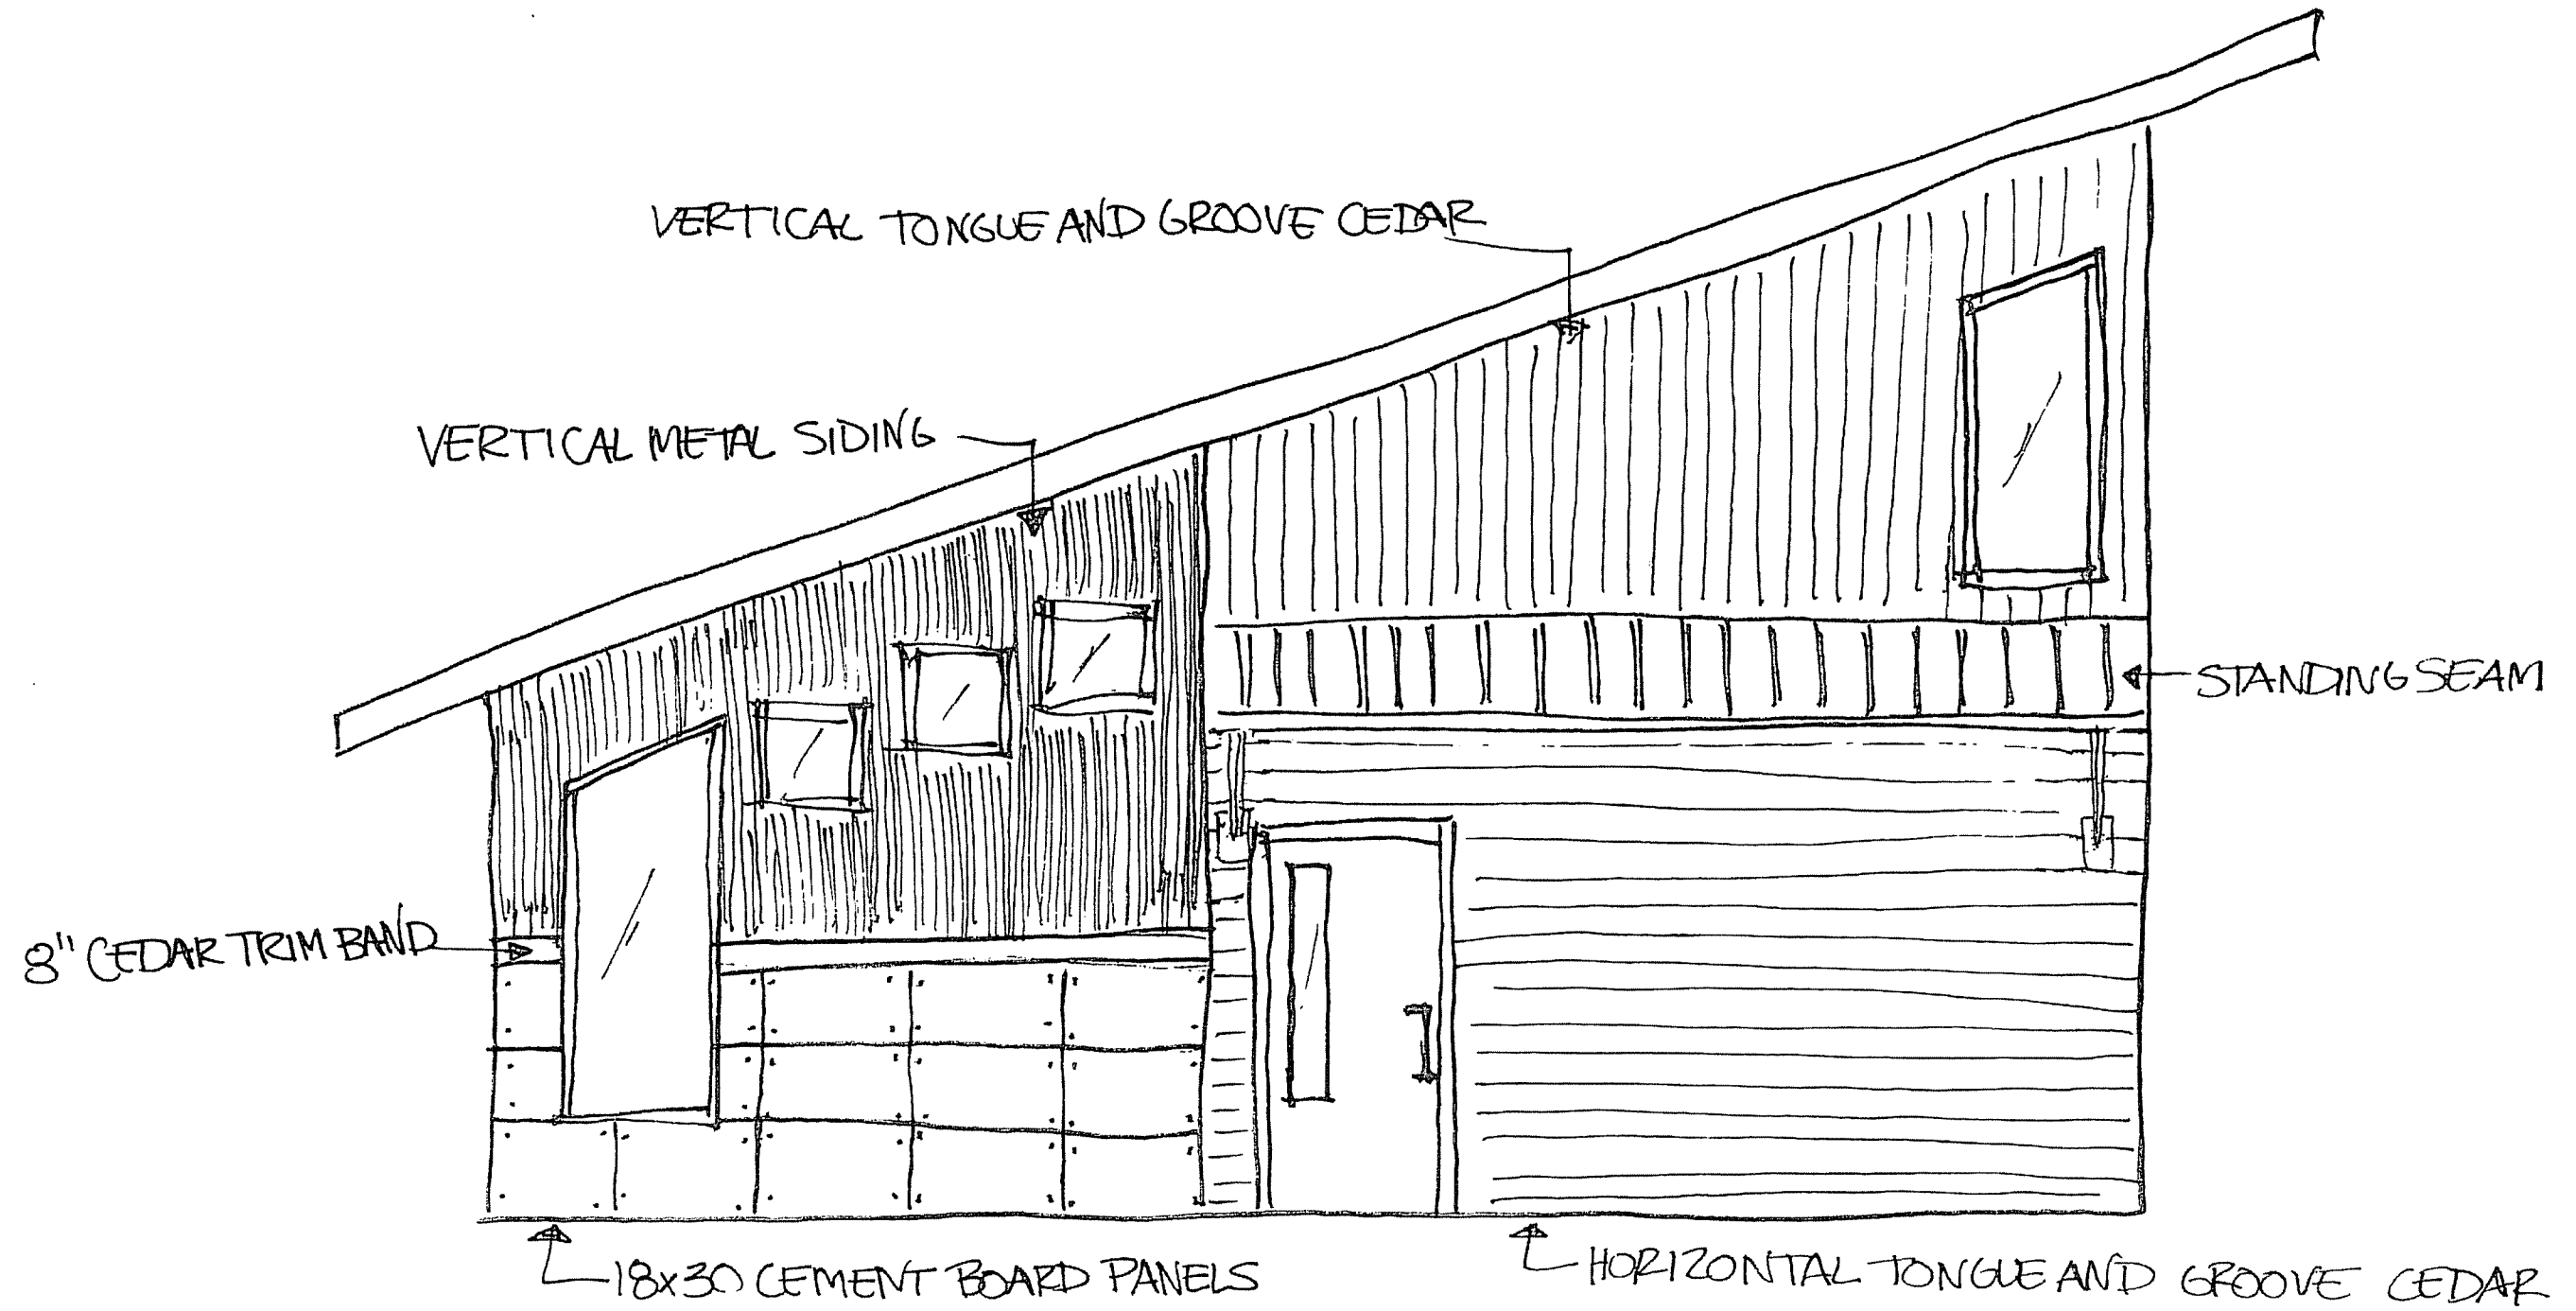 VERTICAL TONGUE AND GROOVE CEDAR
VERTICAL METAL SIDING
STANDING SEAM
8" CEDAR TRIM BAND
18x30 CEMENT BOARD PANELS
HORIZONTAL TONGUE AND GROOVE CEDAR